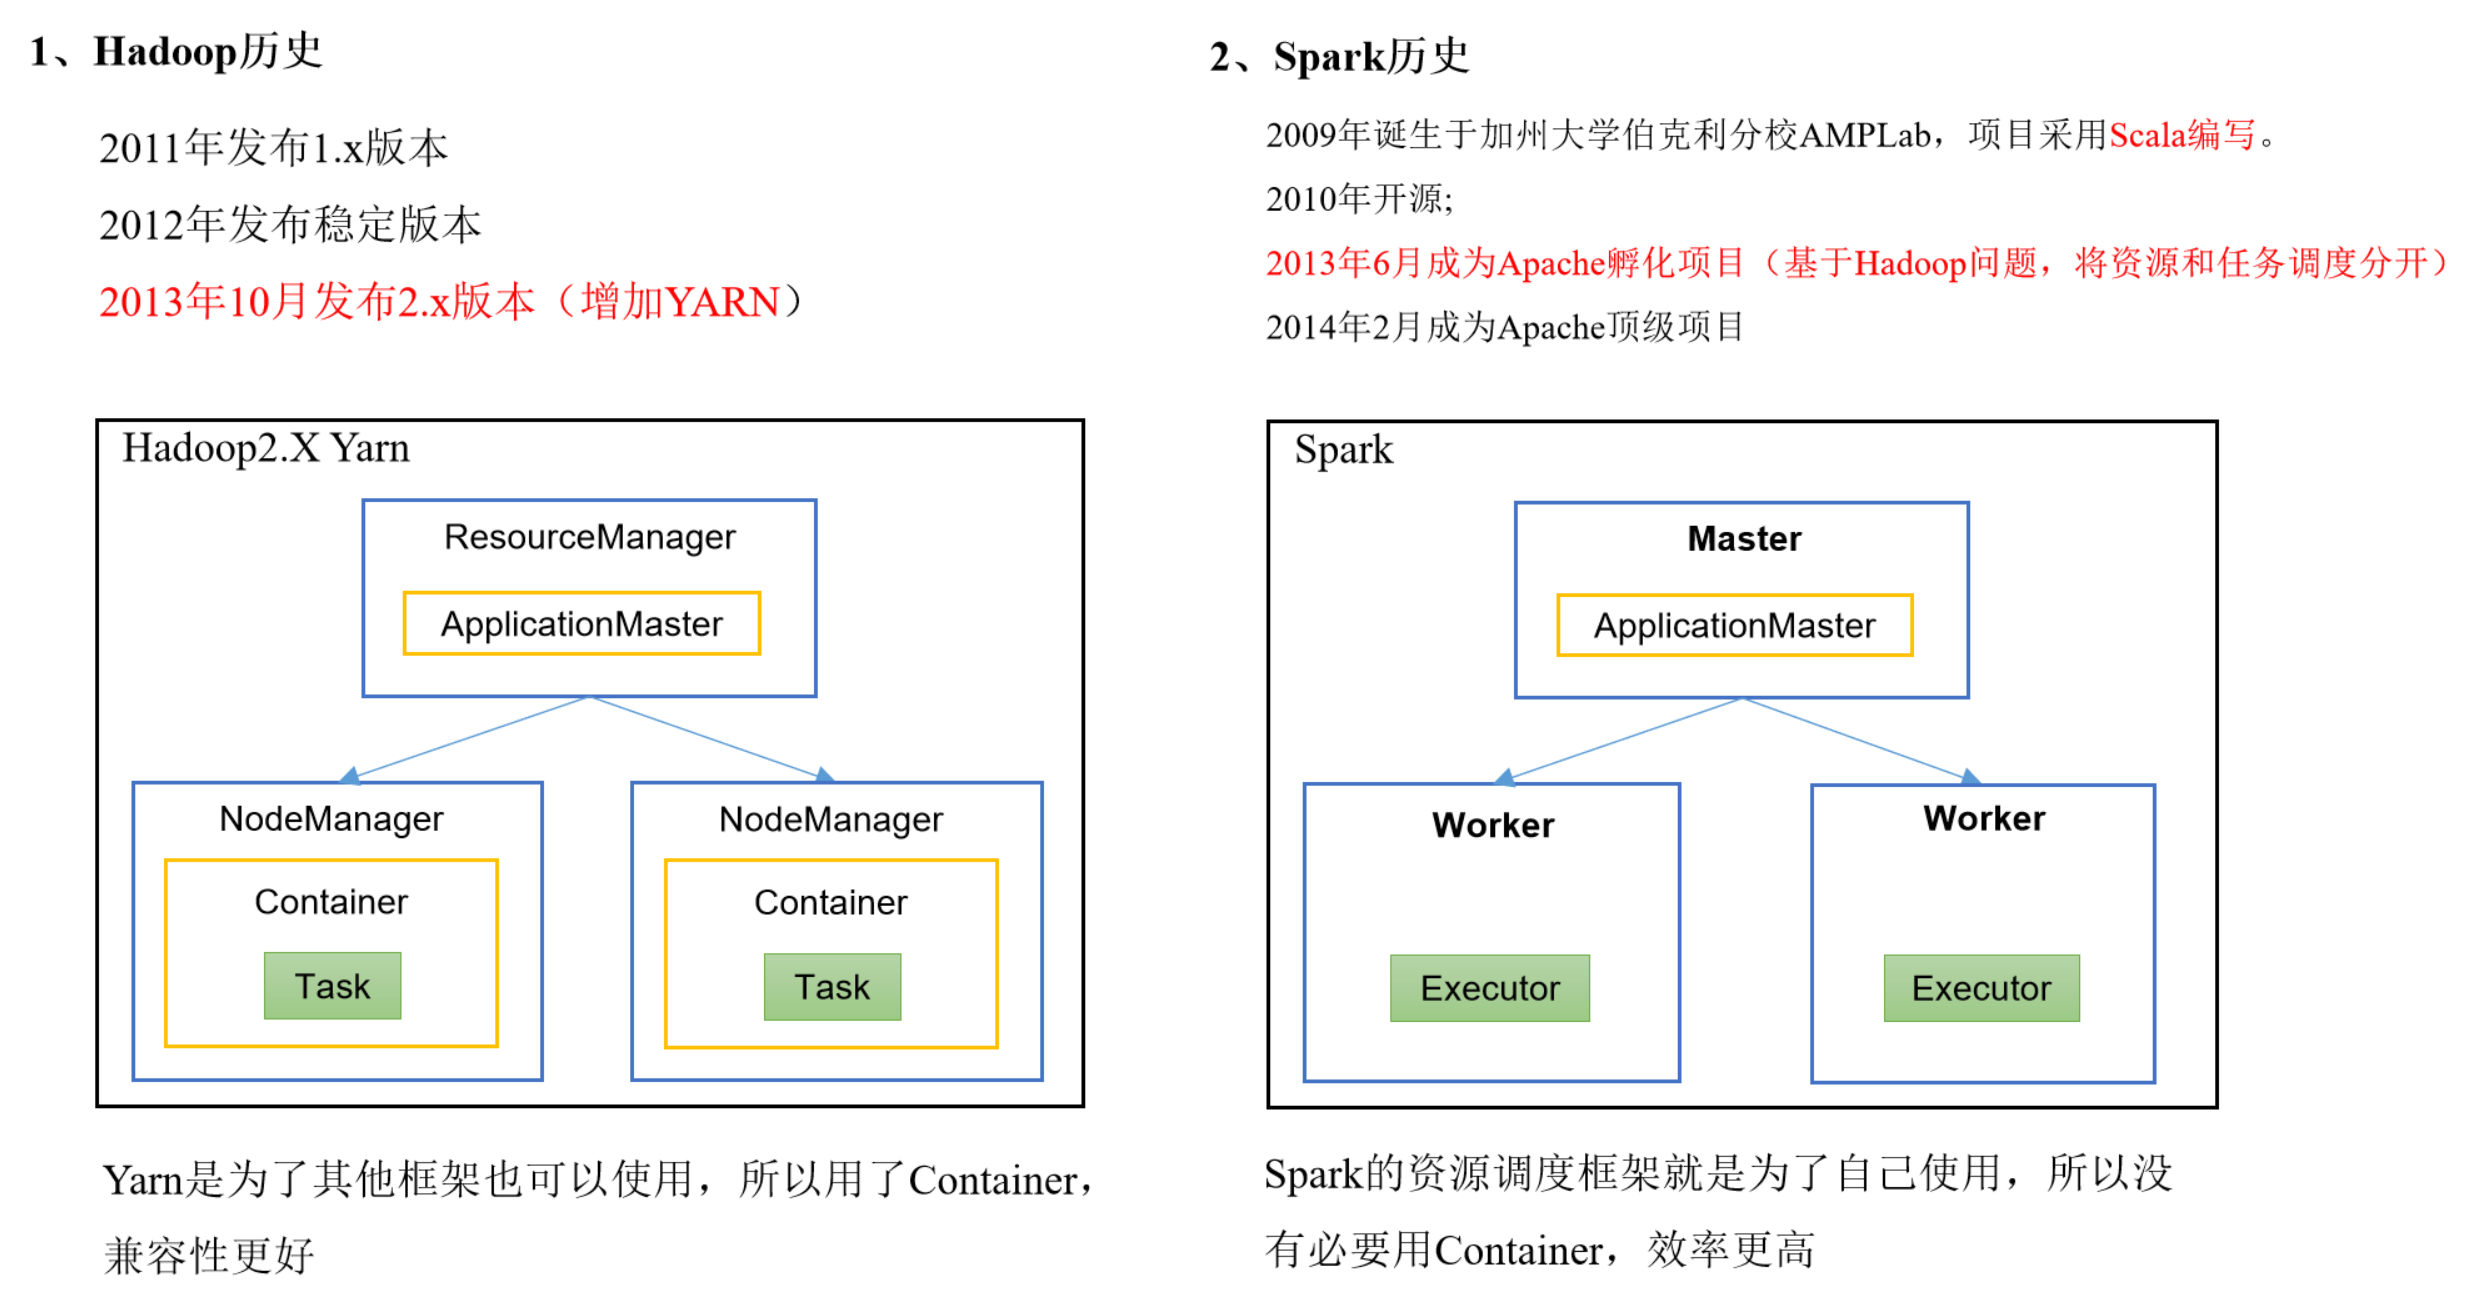 1、Hadoop历史
2011年发布1.x版本
2012年发布稳定版本
2013年10月发布2.x版本（增加YARN）
Hadoop2.X Yarn
ResourceManager
ApplicationMaster
NodeManager
Container
Task
NodeManager
Container
Task
Yarn是为了其他框架也可以使用，所以用了Container，
兼容性更好
2、Spark历史
2009年诞生于加州大学伯克利分校AMPLab，项目采用Scala编写。
2010年开源;
2013年6月成为Apache孵化项目（基于Hadoop问题，将资源和任务调度分开）
2014年2月成为Apache顶级项目
Spark
Master
ApplicationMaster
Worker
Executor
Worker
Executor
Spark的资源调度框架就是为了自己使用，所以没
有必要用Container，效率更高